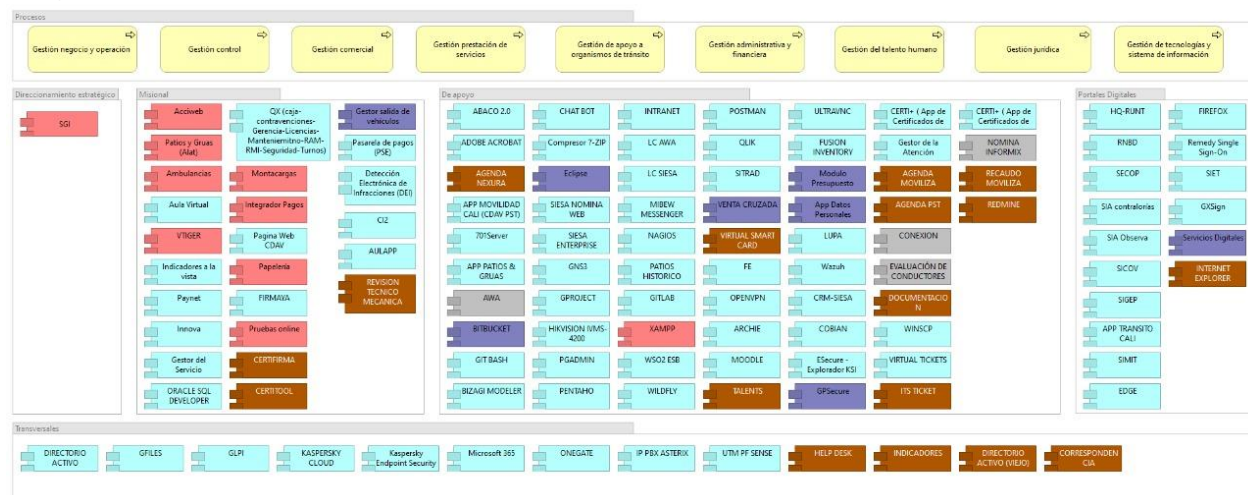 Procesos
Gestión negocio y operación
Gestión control
Gestión comercial
Gestión prestación de
servicios
Gestión de apoyo a
organismos de tránsito
Gestión administrativa y
financiera
Gestión del talento humano
Gestión jurídica
Gestión de tecnologías y
sistema de información
Direccionamiento estratégico
SGI
Misional
Acciweb
Patios y Gruas
(Alat)
Ambulancias
Aula Virtual
VTIGER
Indicadores a la
vista
Paynet
Innova
Gestor del
Servicio
ORACLE SQL
DEVELOPER
QX (caja-
contravenciones-
Gerencia-Licencias-
Manteniemitno-RAM-
RMI-Seguridad-Turnos)
Montacargas
Integrador Pagos
Pagina Web
CDAV
Papeleria
FIRMAYA
Pruebas online
CERTIFIRMA
CERTITOOL
Gestor salida de
vehiculos
Pasarela de pagos
(PSE)
Detección
Electrónica de
Infracciones (DEI)
CI2
AULAPP
REVISION
TECNICO
MECANICA
De apoyo
ABACO 2.0
ADOBE ACROBAT
AGENDA
NEXURA
APP MOVILIDAD
CALI (CDAV PST)
701Server
APP PATIOS &
GRUAS
AWA
BITBUCKET
GIT BASH
BIZAGI MODELER
CHAT BOT
Compresor 7-ZIP
Eclipse
SIESA NOMINA
WEB
SIESA
ENTERPRISE
GNS3
GPROJECT
HIKVISION IVMS-
4200
PGADMIN
PENTAHO
INTRANET
LC AWA
LC SIESA
MIBEW
MESSENGER
NAGIOS
PATIOS
HISTORICO
GITLAB
XAMPP
WSO2 ESB
WILDFLY
POSTMAN
QLIK
SITRAD
VENTA CRUZADA
VIRTUAL SMART
CARD
FE
OPENVPN
ARCHIE
MOODLE
TALENTS
ULTRAVNC
FUSION
INVENTORY
Modulo
Presupuesto
App Datos
Personales
LUPA
Wazuh
CRM-SIESA
COBIAN
ESecure -
Explorador KSI
GPSecure
CERTI+ ( App de
Certificados de
Gestor de la
Atención
AGENDA
MOVILIZA
AGENDA PST
CONEXION
EVALUACIÓN DE
CONDUCTORES
DOCUMENTACIO
N
WINSCP
VIRTUAL TICKETS
ITS TICKET
CERTI+ ( App de
Certificados de
NOMINA
INFORMIX
RECAUDO
MOVILIZA
REDMINE
Portales Digitales
HQ-RUNT
RNBD
SECOP
SIA contralorías
SIA Observa
SICOV
SIGEP
APP TRANSITO
CALI
SIMIT
EDGE
FIREFOX
Remedy Single
Sign-On
SIET
GXSign
Servicios Digitales
INTERNET
EXPLORER
Transversales
DIRECTORIO
ACTIVO
GFILES
GLPI
KASPERSKY
CLOUD
Kaspersky
Endpoint Security
Microsoft 365
ONEGATE
IP PBX ASTERIX
UTM PF SENSE
HELP DESK
INDICADORES
DIRECTORIO
ACTIVO (VIEJO)
CORRESPONDEN
CIA